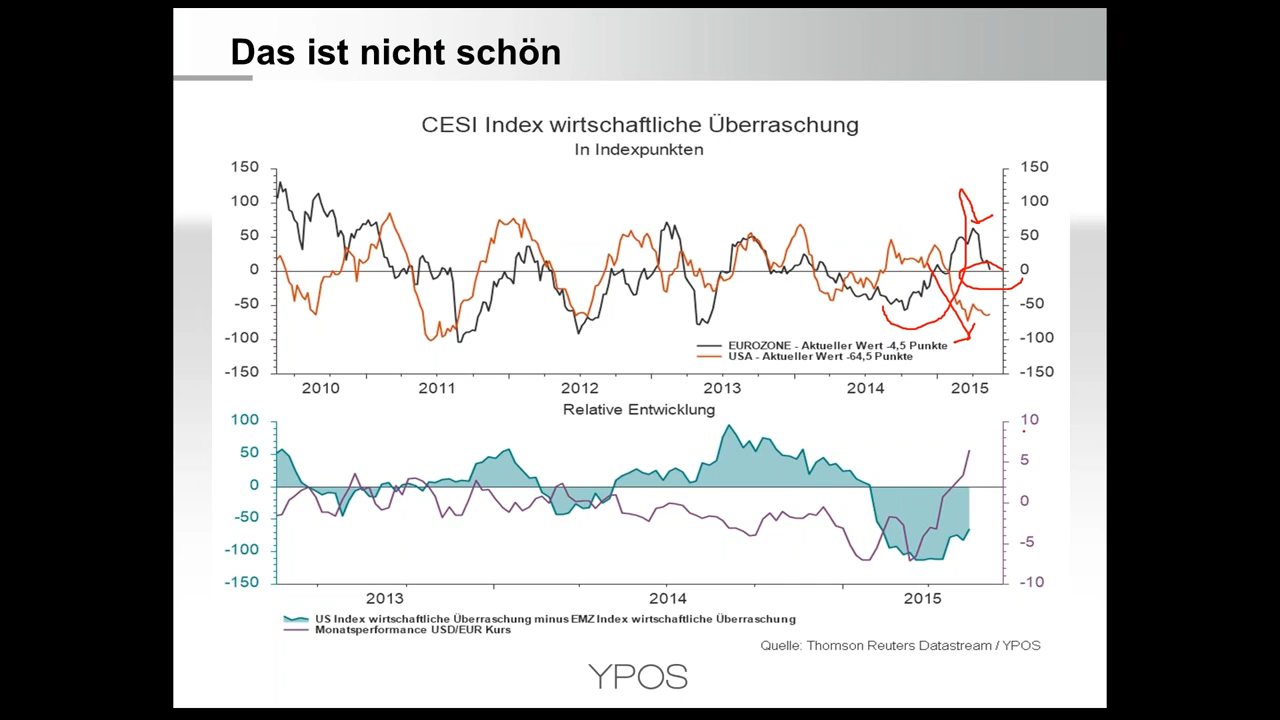 Das ist nicht schön
CESI Index wirtschaftliche Überraschung
In Indexpunkten
150 150
100 100
50 50
0 0
-50 -50
-100 -100
-150 -150
EUROZONE - Aktueller Wert -4,5 Punkte
USA - Aktueller Wert -64,5 Punkte
2010 2011 2012 2013 2014 2015
Relative Entwicklung
100 10
50 5
0 0
-50 -5
-100
-150 -10
2013 2014 2015
US Index wirtschaftliche Überraschung minus EMZ Index wirtschaftliche Überraschung
Monatsperformance USD/EUR Kurs
Quelle: Thomson Reuters Datastream / YPOS
YPOS